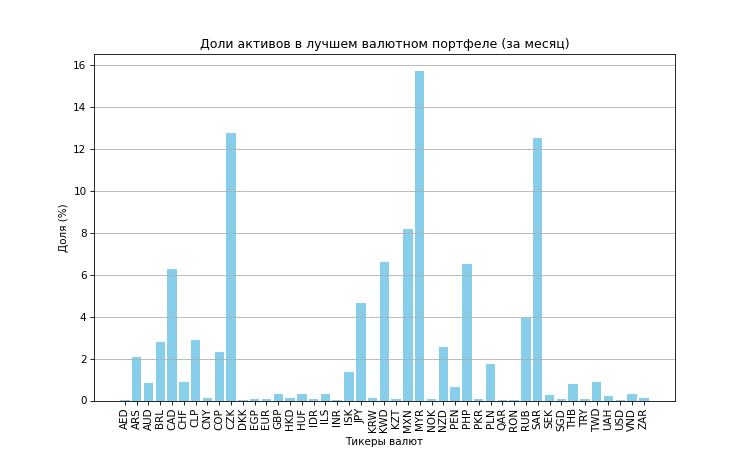 Доли активов в лучшем валютном портфеле (за месяц)
16
14
12
10
8
6
4
2
0
Доля (%)
AED ARS AUD BRL CAD CHF CLP CNY COP CZK DKK EGP EUR GBP HKD HUF IDR ILS INR ISK JPY KRW KWD KZT MXN MYR NOK NZD PEN PHP PKR PLN QAR RON RUB SAR SEK SGD THB TRY TWD UAH USD VND ZAR
Тикеры валют